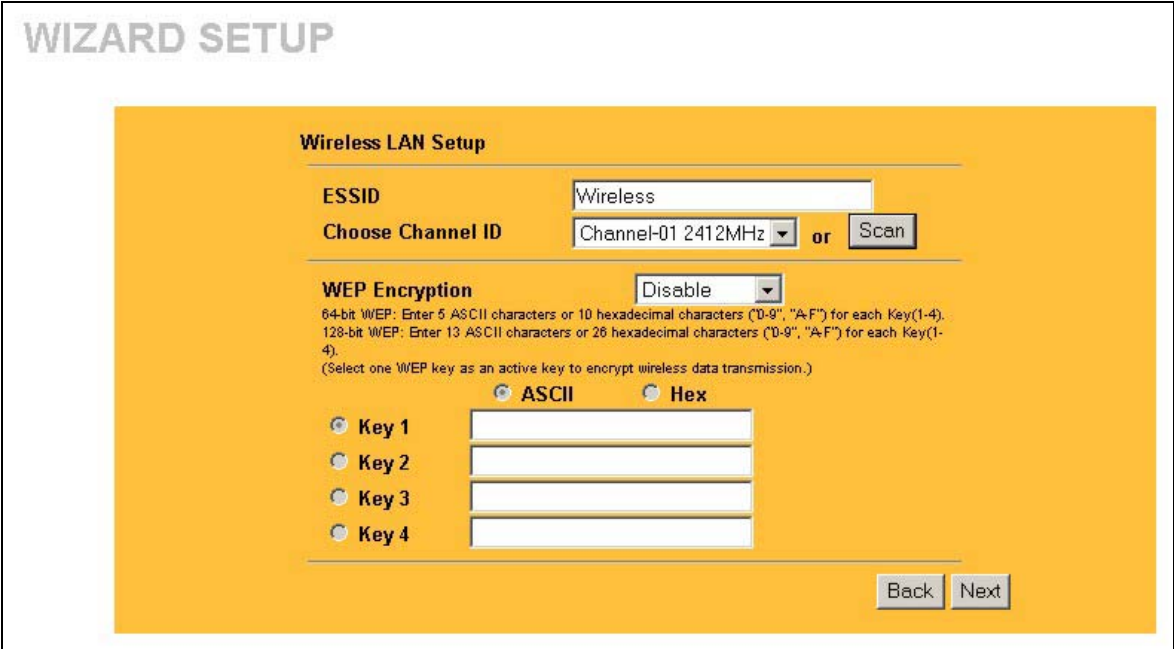 WIZARD SETUP
Wireless LAN Setup
ESSID Wireless
Choose Channel ID Channel-01 2412MHz or Scan
WEP Encryption Disable
64-bit WEP: Enter 5 ASCII characters or 10 hexadecimal characters ("0-9", "A-F") for each Key(1-4).
128-bit WEP: Enter 13 ASCII characters or 26 hexadecimal characters ("0-9", "A-F") for each Key(1-
4).
(Select one WEP key as an active key to encrypt wireless data transmission.)
ASCII Hex
Key 1
Key 2
Key 3
Key 4
Back Next